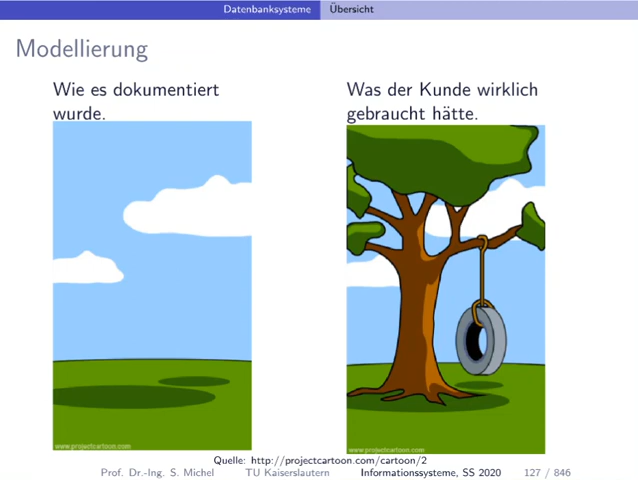 Datenbanksysteme Übersicht
Modellierung
Wie es dokumentiert
wurde.
Was der Kunde wirklich
gebraucht hätte.
www.projectcartoon.com
www.projectcartoon.com
Quelle: http://projectcartoon.com/cartoon/2
Prof. Dr.-Ing. S. Michel TU Kaiserslautern Informationssysteme, SS 2020 127 / 846